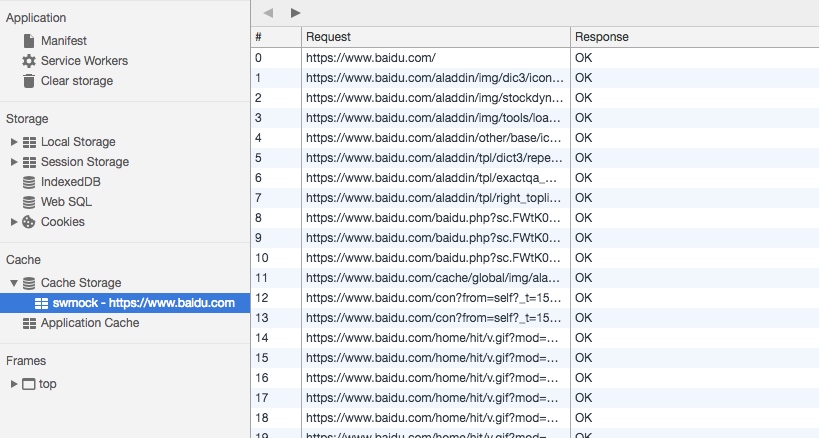 Application
Manifest
Service Workers
Clear storage
Storage
Local Storage
Session Storage
IndexedDB
Web SQL
Cookies
Cache
Cache Storage
swmock - https://www.baidu.com
Application Cache
Frames
top
# Request Response
0 https://www.baidu.com/ OK
1 https://www.baidu.com/aladdin/img/dic3/icon… OK
2 https://www.baidu.com/aladdin/img/stockdyn… OK
3 https://www.baidu.com/aladdin/img/tools/loa… OK
4 https://www.baidu.com/aladdin/other/base/ic… OK
5 https://www.baidu.com/aladdin/tpl/dict3/repe… OK
6 https://www.baidu.com/aladdin/tpl/exactqa_… OK
7 https://www.baidu.com/aladdin/tpl/right_topli… OK
8 https://www.baidu.com/baidu.php?sc.FWtK0… OK
9 https://www.baidu.com/baidu.php?sc.FWtK0… OK
10 https://www.baidu.com/baidu.php?sc.FWtK0… OK
11 https://www.baidu.com/cache/global/img/ala… OK
12 https://www.baidu.com/con?from=self?_t=15… OK
13 https://www.baidu.com/con?from=self?_t=15… OK
14 https://www.baidu.com/home/hit/v.gif?mod=… OK
15 https://www.baidu.com/home/hit/v.gif?mod=… OK
16 https://www.baidu.com/home/hit/v.gif?mod=… OK
17 https://www.baidu.com/home/hit/v.gif?mod=… OK
18 https://www.baidu.com/home/hit/v.gif?mod=… OK
19 https://www.baidu.com/home/hit/v.gif?mod=… OK